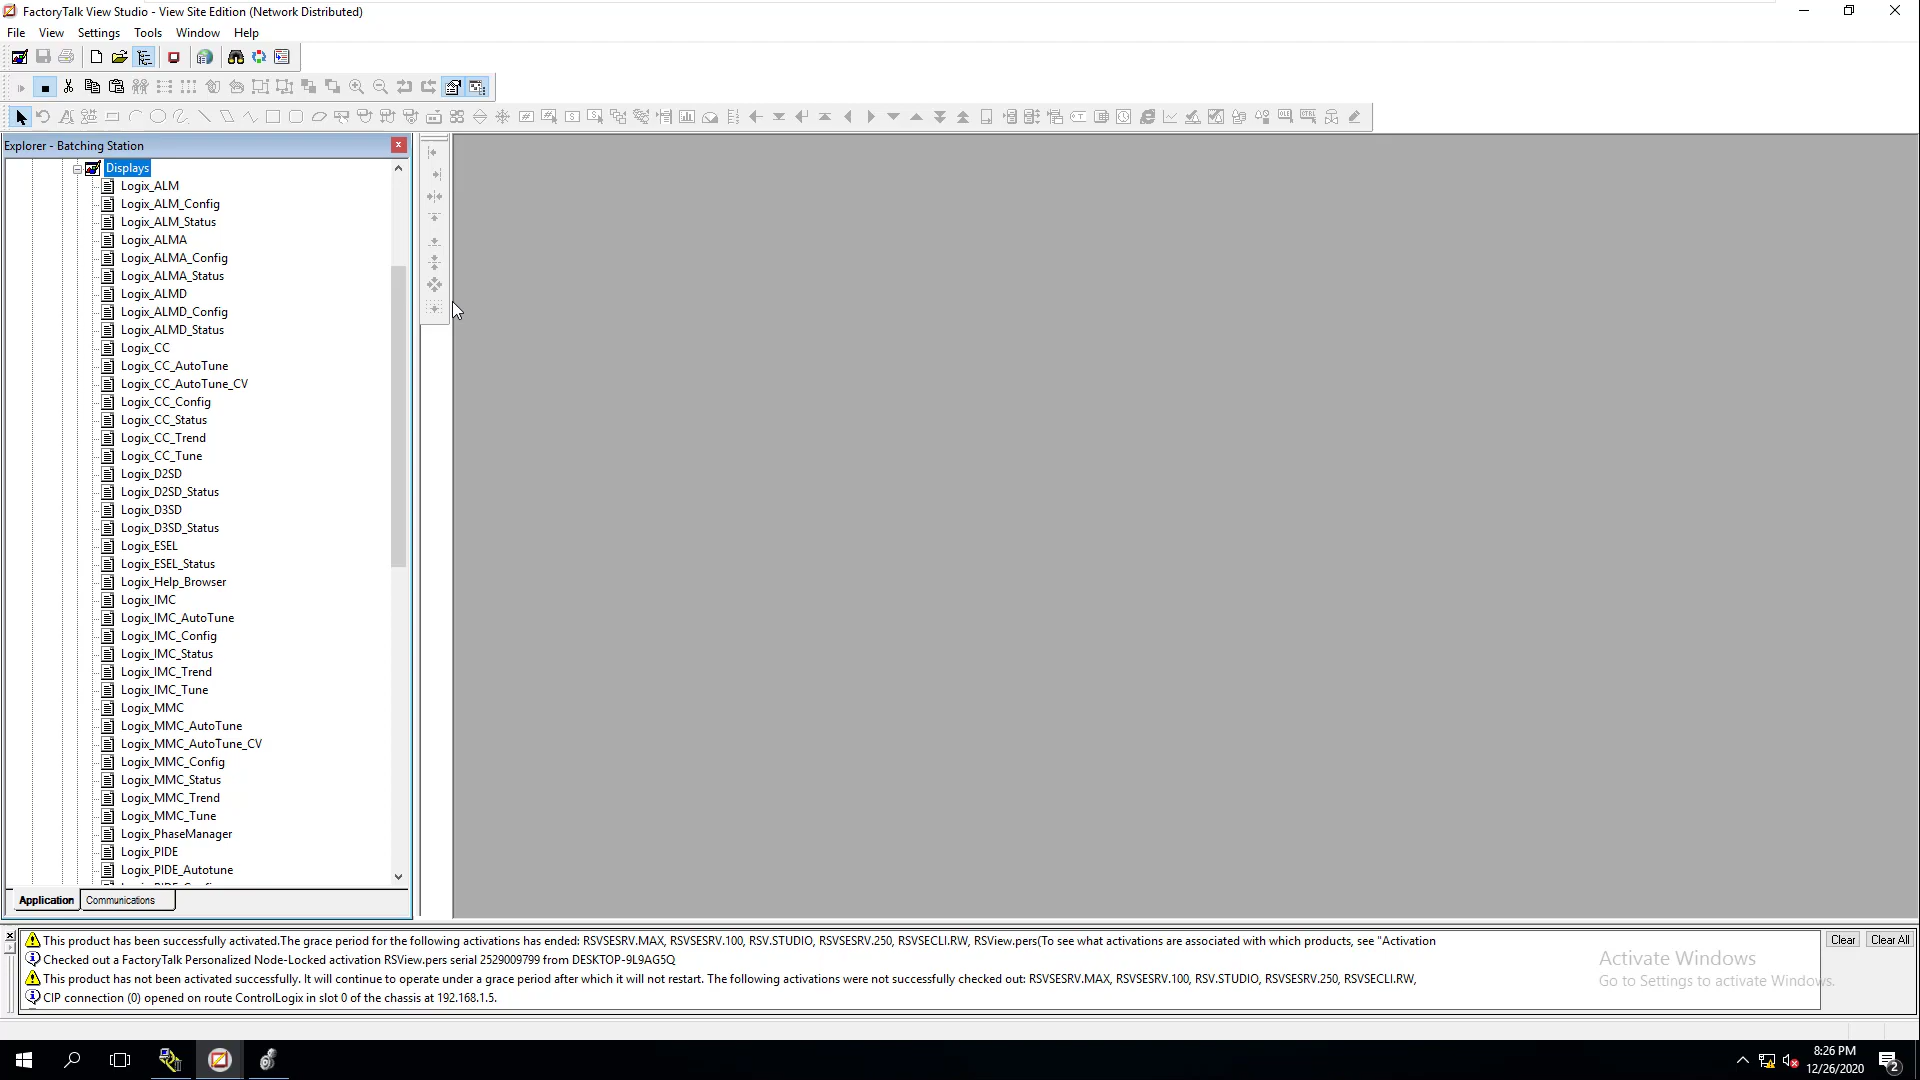 FactoryTalk View Studio - View Site Edition (Network Distributed)
File View Settings Tools Window Help
Explorer - Batching Station
Displays
Logix_ALM
Logix_ALM_Config
Logix_ALM_Status
Logix_ALMA
Logix_ALMA_Config
Logix_ALMA_Status
Logix_ALMD
Logix_ALMD_Config
Logix_ALMD_Status
Logix_CC
Logix_CC_AutoTune
Logix_CC_AutoTune_CV
Logix_CC_Config
Logix_CC_Status
Logix_CC_Trend
Logix_CC_Tune
Logix_D2SD
Logix_D2SD_Status
Logix_D3SD
Logix_D3SD_Status
Logix_ESEL
Logix_ESEL_Status
Logix_Help_Browser
Logix_IMC
Logix_IMC_AutoTune
Logix_IMC_Config
Logix_IMC_Status
Logix_IMC_Trend
Logix_IMC_Tune
Logix_MMC
Logix_MMC_AutoTune
Logix_MMC_AutoTune_CV
Logix_MMC_Config
Logix_MMC_Status
Logix_MMC_Trend
Logix_MMC_Tune
Logix_PhaseManager
Logix_PIDE
Logix_PIDE_Autotune
Application Communications
This product has been successfully activated.The grace period for the following activations has ended: RSVSESRV.MAX, RSVSESRV.100, RSV.STUDIO, RSVSESRV.250, RSVSECLI.RW, RSView.pers(To see what activations are associated with which products, see "Activation
Checked out a FactoryTalk Personalized Node-Locked activation RSView.pers serial 2529009799 from DESKTOP-9L9AG5Q
This product has not been activated successfully. It will continue to operate under a grace period after which it will not restart. The following activations were not successfully checked out: RSVSESRV.MAX, RSVSESRV.100, RSV.STUDIO, RSVSESRV.250, RSVSECLI.RW,
CIP connection (0) opened on route ControlLogix in slot 0 of the chassis at 192.168.1.5.
Clear Clear All
Activate Windows
Go to Settings to activate Windows.
8:26 PM
12/26/2020
2